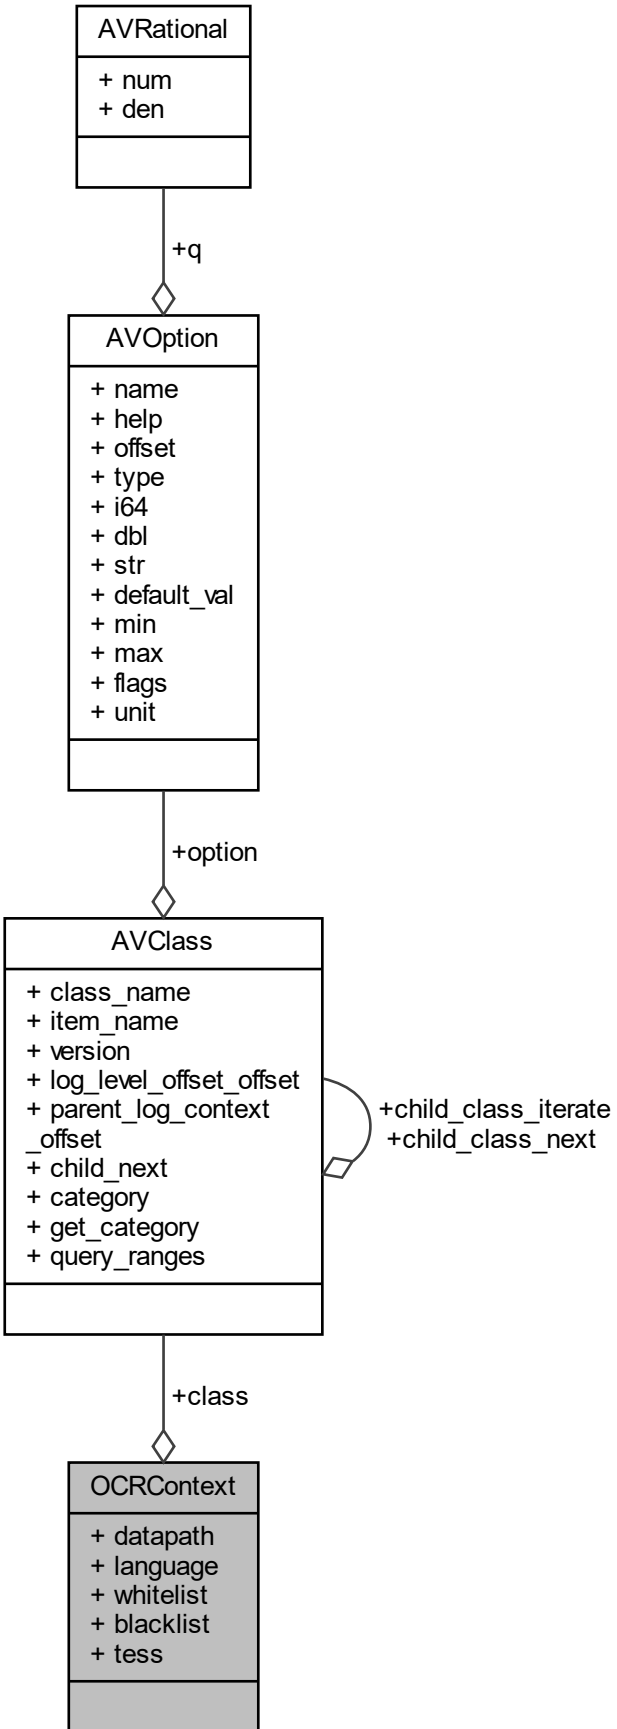 AVRational
+ num
+ den
+q
AVOption
+ name
+ help
+ offset
+ type
+ i64
+ dbl
+ str
+ default_val
+ min
+ max
+ flags
+ unit
+option
AVClass
+ class_name
+ item_name
+ version
+ log_level_offset_offset
+ parent_log_context
_offset
+ child_next
+ category
+ get_category
+ query_ranges
+child_class_iterate
+child_class_next
+class
OCRContext
+ datapath
+ language
+ whitelist
+ blacklist
+ tess